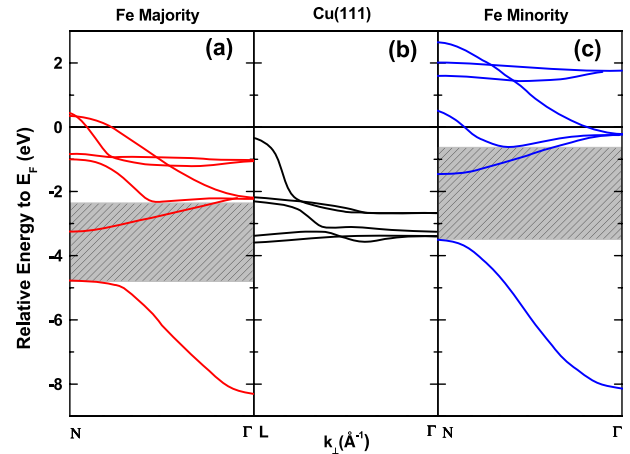 Fe Majority Cu(111) Fe Minority
(a) (b) (c)
2
0
-2
-4
-6
-8
Relative Energy to E_F (eV)
N Γ L Γ N Γ
k⊥(Å⁻¹)